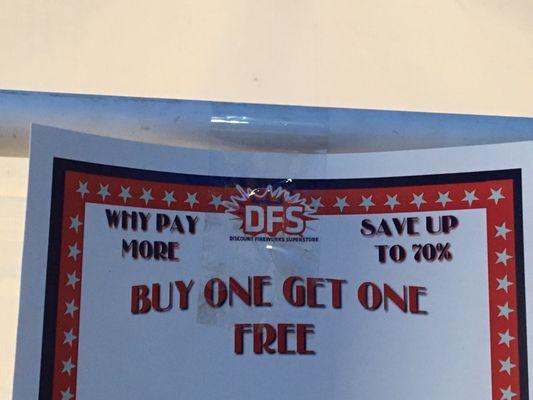 WHY PAY
MORE
DFS
DISCOUNT FIREWORKS SUPERSTORE
SAVE UP
TO 70%
BUY ONE GET ONE
FREE